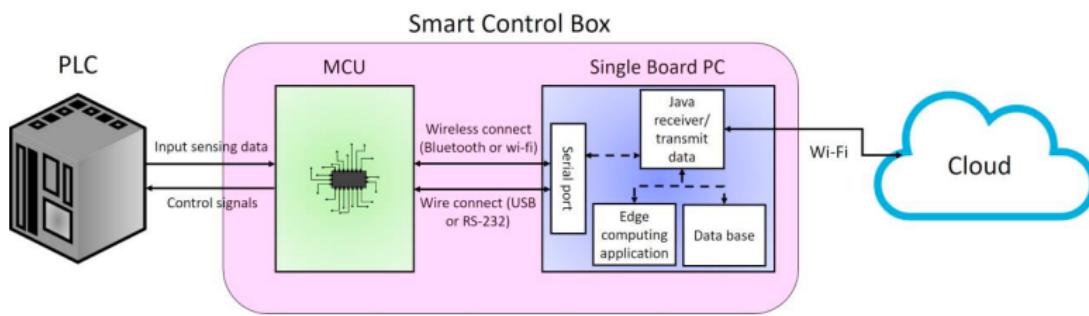 Smart Control Box
PLC
MCU
Single Board PC
Input sensing data
Control signals
Wireless connect
(Bluetooth or wi-fi)
Wire connect (USB
or RS-232)
Serial port
Java
receiver/
transmit
data
Edge
computing
application
Data base
Wi-Fi
Cloud